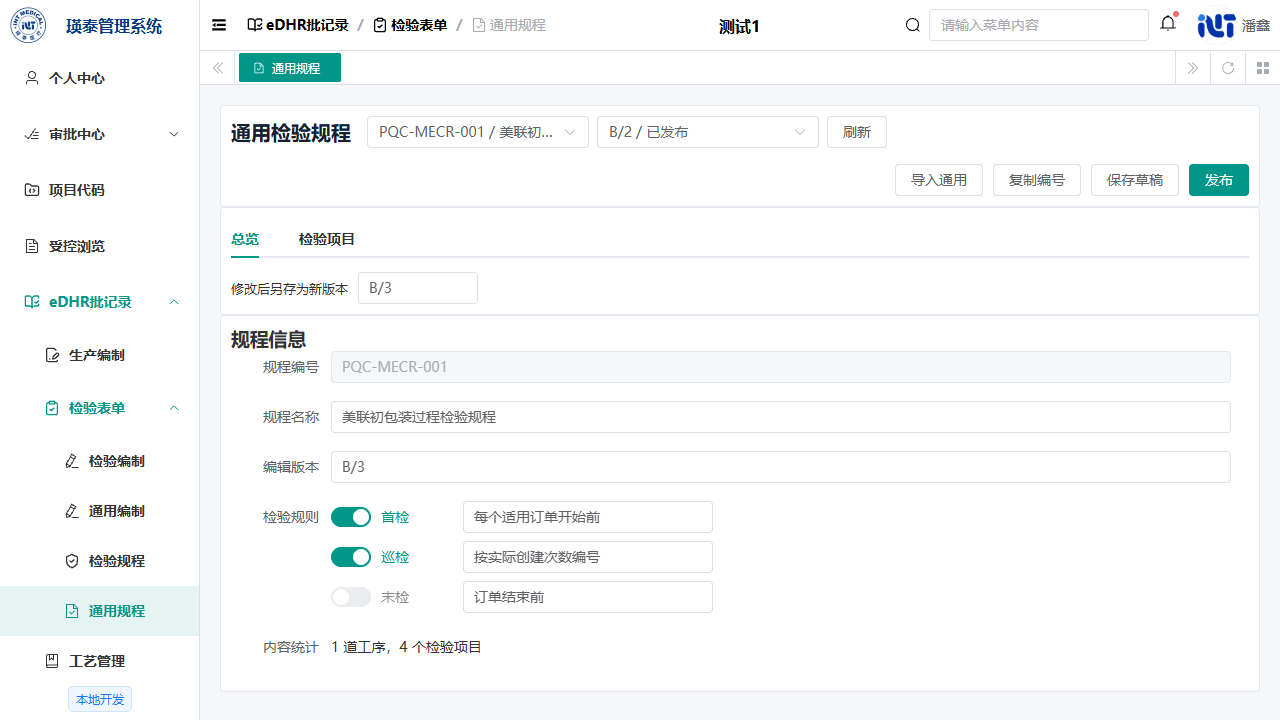 瑛泰管理系统
eDHR批记录 / 检验表单 / 通用规程
测试1
请输入菜单内容
潘鑫
个人中心
审批中心
项目代码
受控浏览
eDHR批记录
生产编制
检验表单
检验编制
通用编制
检验规程
通用规程
工艺管理
本地开发
通用规程
通用检验规程
PQC-MECR-001 / 美联初...
B/2 / 已发布
刷新
导入通用
复制编号
保存草稿
发布
总览
检验项目
修改后另存为新版本
B/3
规程信息
规程编号
PQC-MECR-001
规程名称
美联初包装过程检验规程
编辑版本
B/3
检验规则
首检
每个适用订单开始前
巡检
按实际创建次数编号
末检
订单结束前
内容统计
1 道工序，4 个检验项目